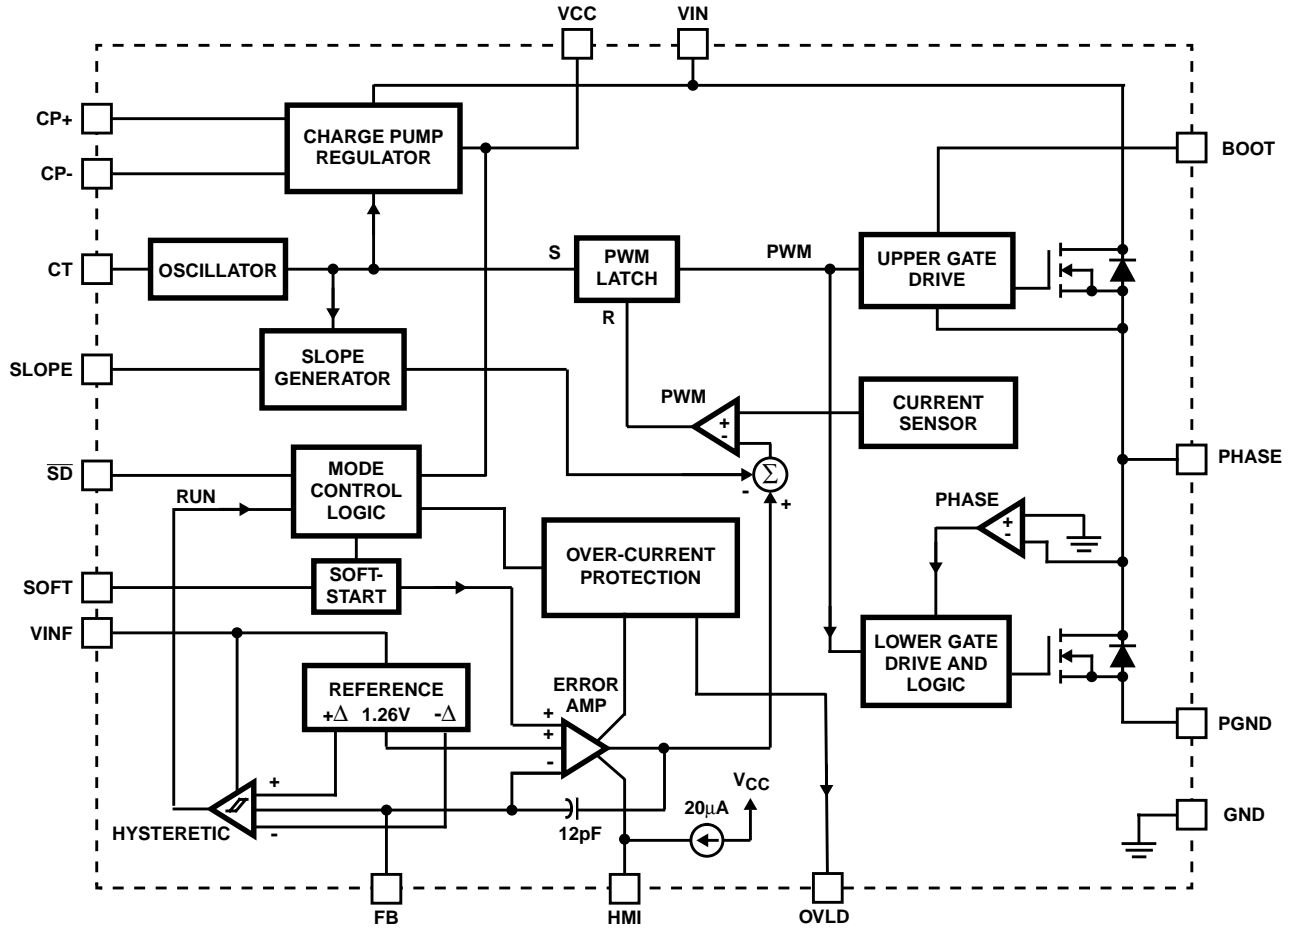 VCC
VIN
CP+
CHARGE PUMP
REGULATOR
BOOT
CP-
CT
OSCILLATOR
S
PWM
LATCH
R
PWM
UPPER GATE
DRIVE
SLOPE
SLOPE
GENERATOR
PWM
+
-
CURRENT
SENSOR
SD
MODE
CONTROL
LOGIC
RUN
Σ
-
+
PHASE
PHASE
+
-
OVER-CURRENT
PROTECTION
SOFT
SOFT-
START
VINF
LOWER GATE
DRIVE AND
LOGIC
REFERENCE
+Δ 1.26V -Δ
ERROR
AMP
+
+
-
PGND
+
-
HYSTERETIC
12pF
20μA
VCC
GND
FB
HMI
OVLD